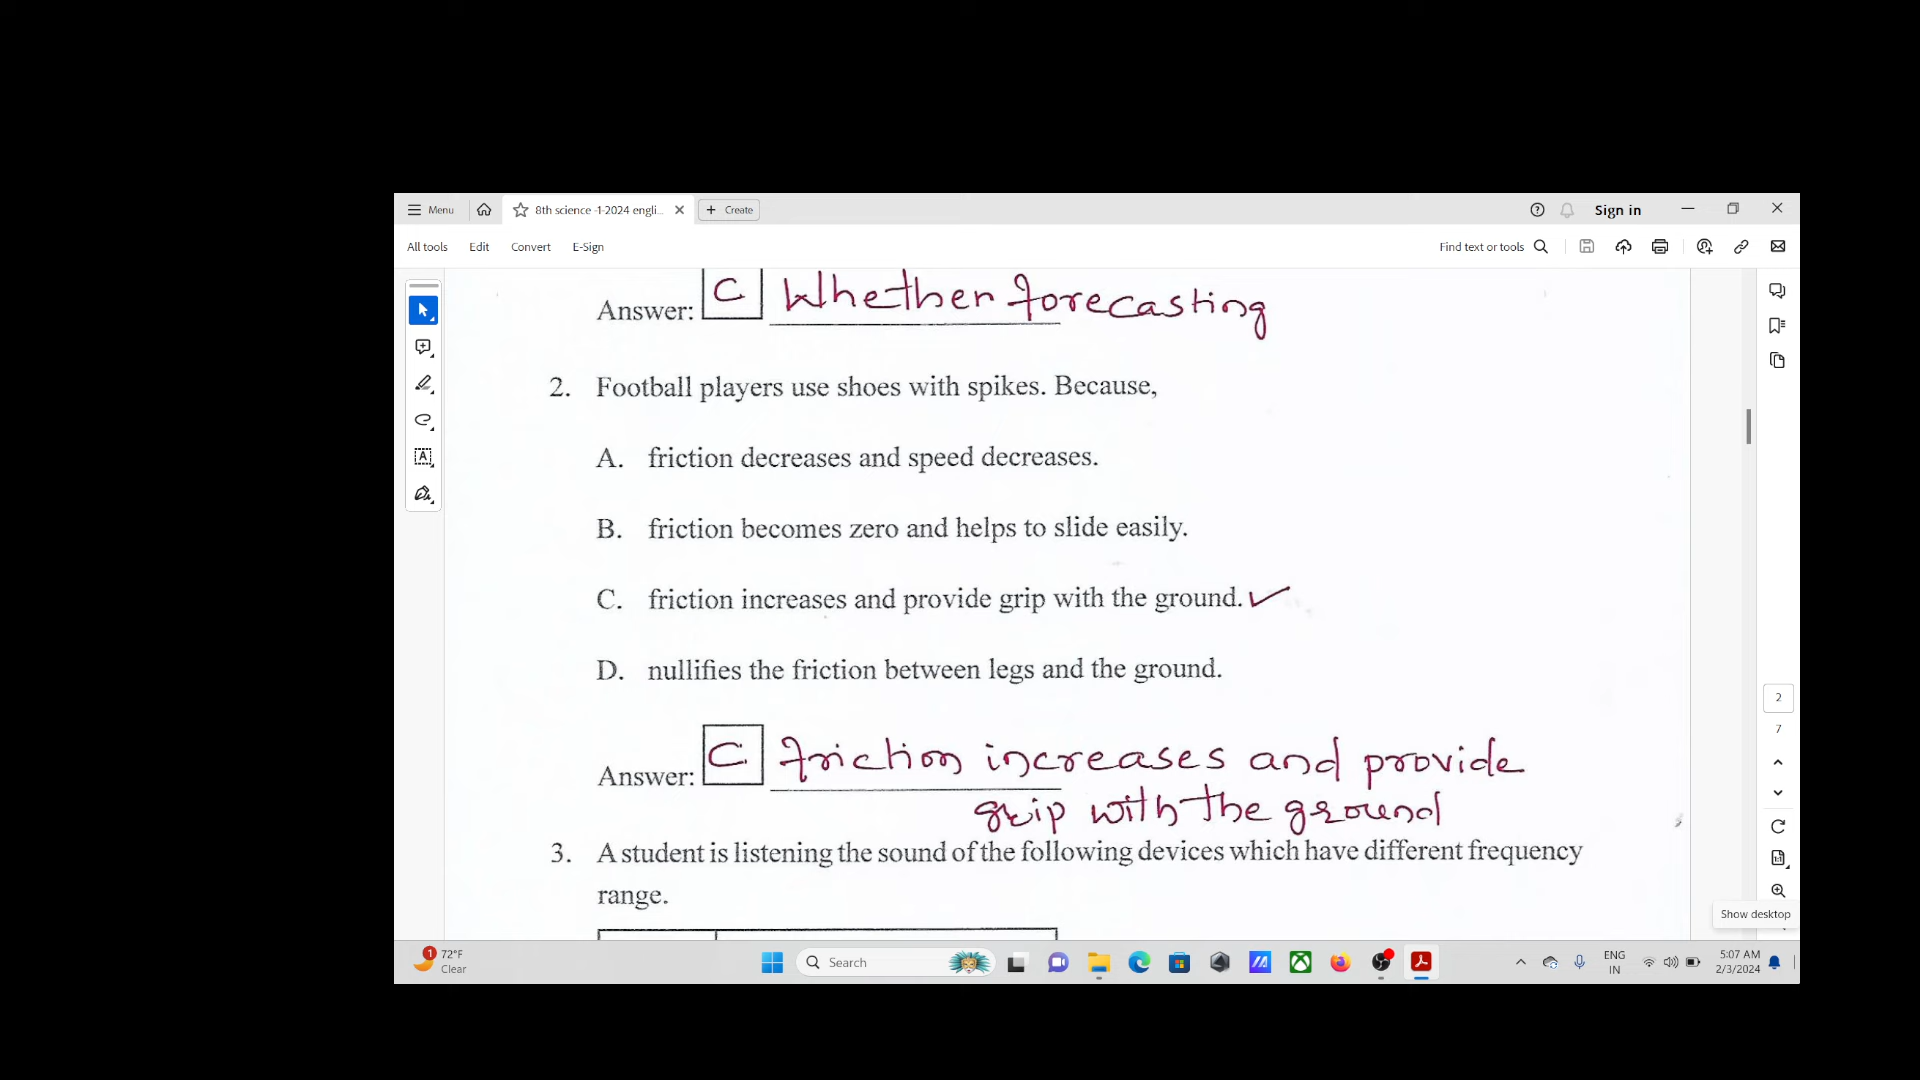 Menu
8th science -1-2024 engli...
Create
Sign in
All tools
Edit
Convert
E-Sign
Find text or tools
Answer: C Whether forecasting
2. Football players use shoes with spikes. Because,
A. friction decreases and speed decreases.
B. friction becomes zero and helps to slide easily.
C. friction increases and provide grip with the ground.
D. nullifies the friction between legs and the ground.
Answer: C friction increases and provide
grip with the ground
3. A student is listening the sound of the following devices which have different frequency
range.
2
7
Show desktop
1
72°F
Clear
Search
ENG
IN
5:07 AM
2/3/2024